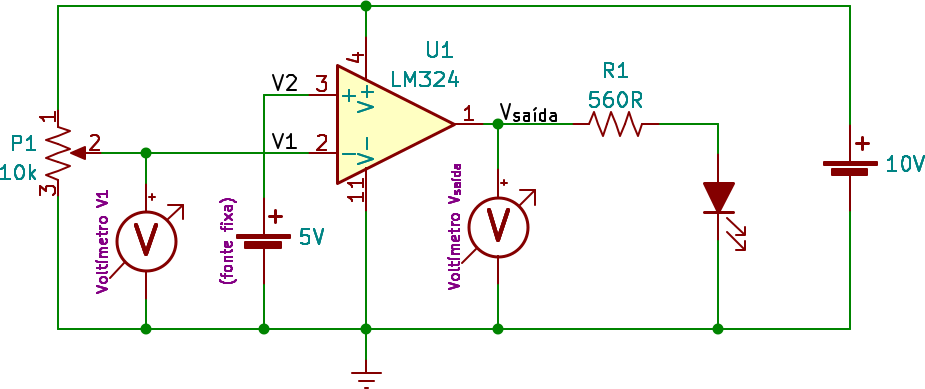 U1
LM324
4
V2
3
+
V+
V1
2
-
V-
11
1
Vsaída
R1
560R
1
P1
10k
2
3
Voltímetro V1
+
V
(fonte fixa)
+
5V
Voltímetro Vsaída
+
V
+
10V